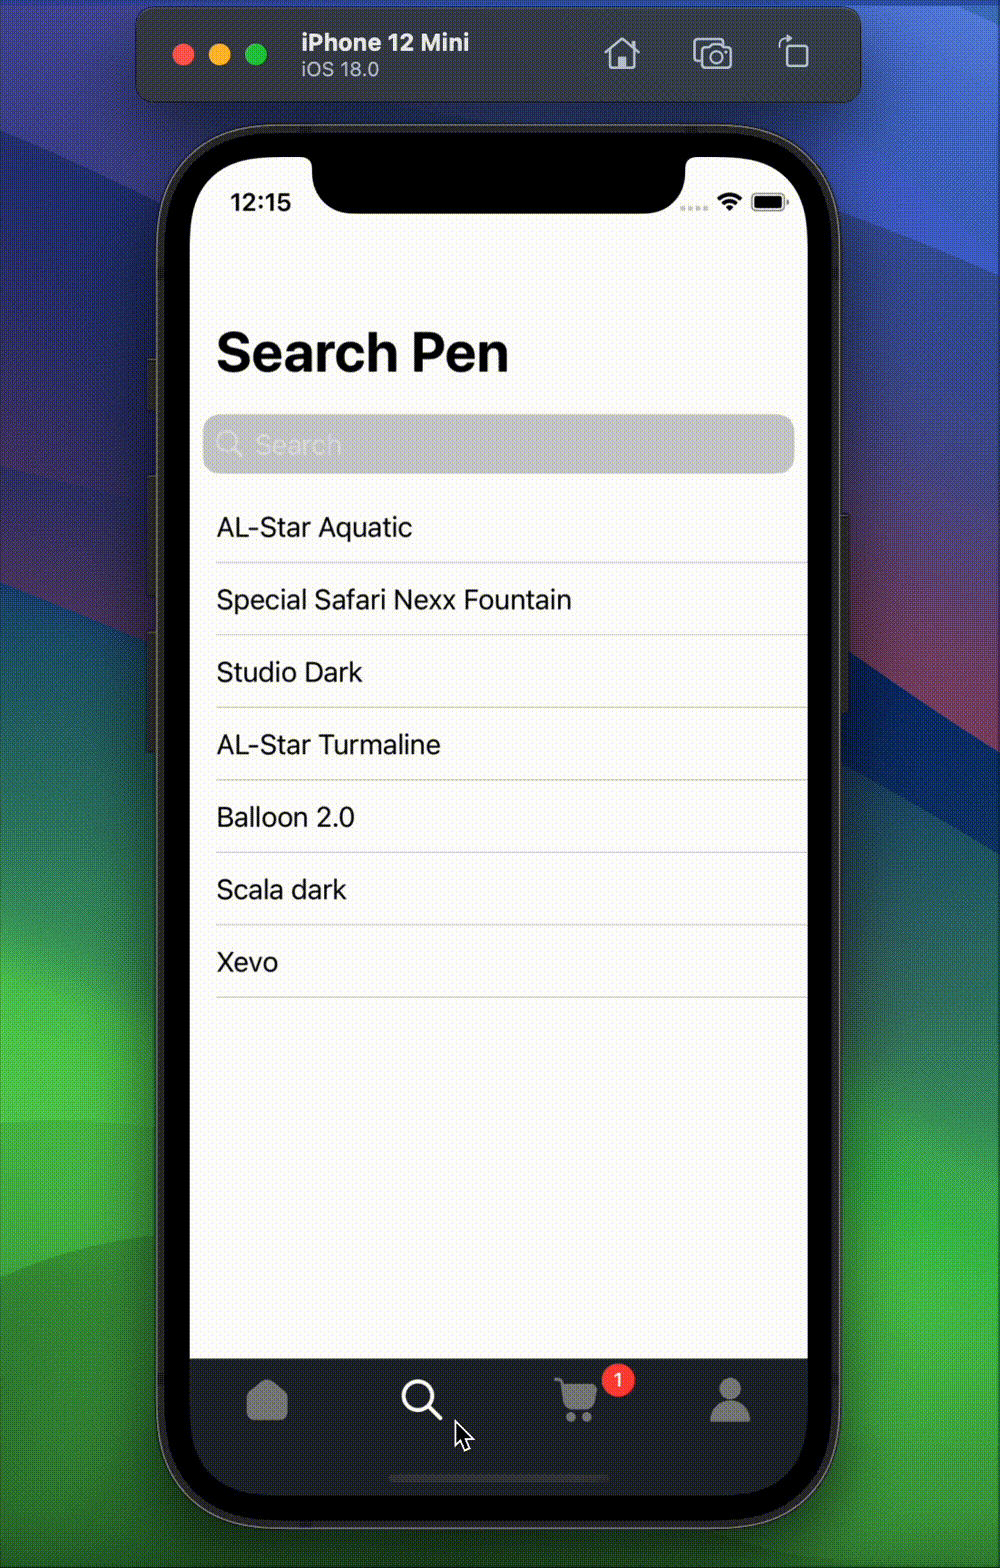 iPhone 12 Mini
iOS 18.0
12:15
Search Pen
Search
AL-Star Aquatic
Special Safari Nexx Fountain
Studio Dark
AL-Star Turmaline
Balloon 2.0
Scala dark
Xevo
1